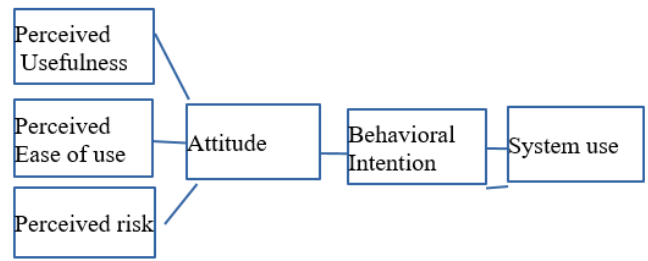 Perceived
Usefulness
Perceived
Ease of use
Perceived risk
Attitude
Behavioral
Intention
System use